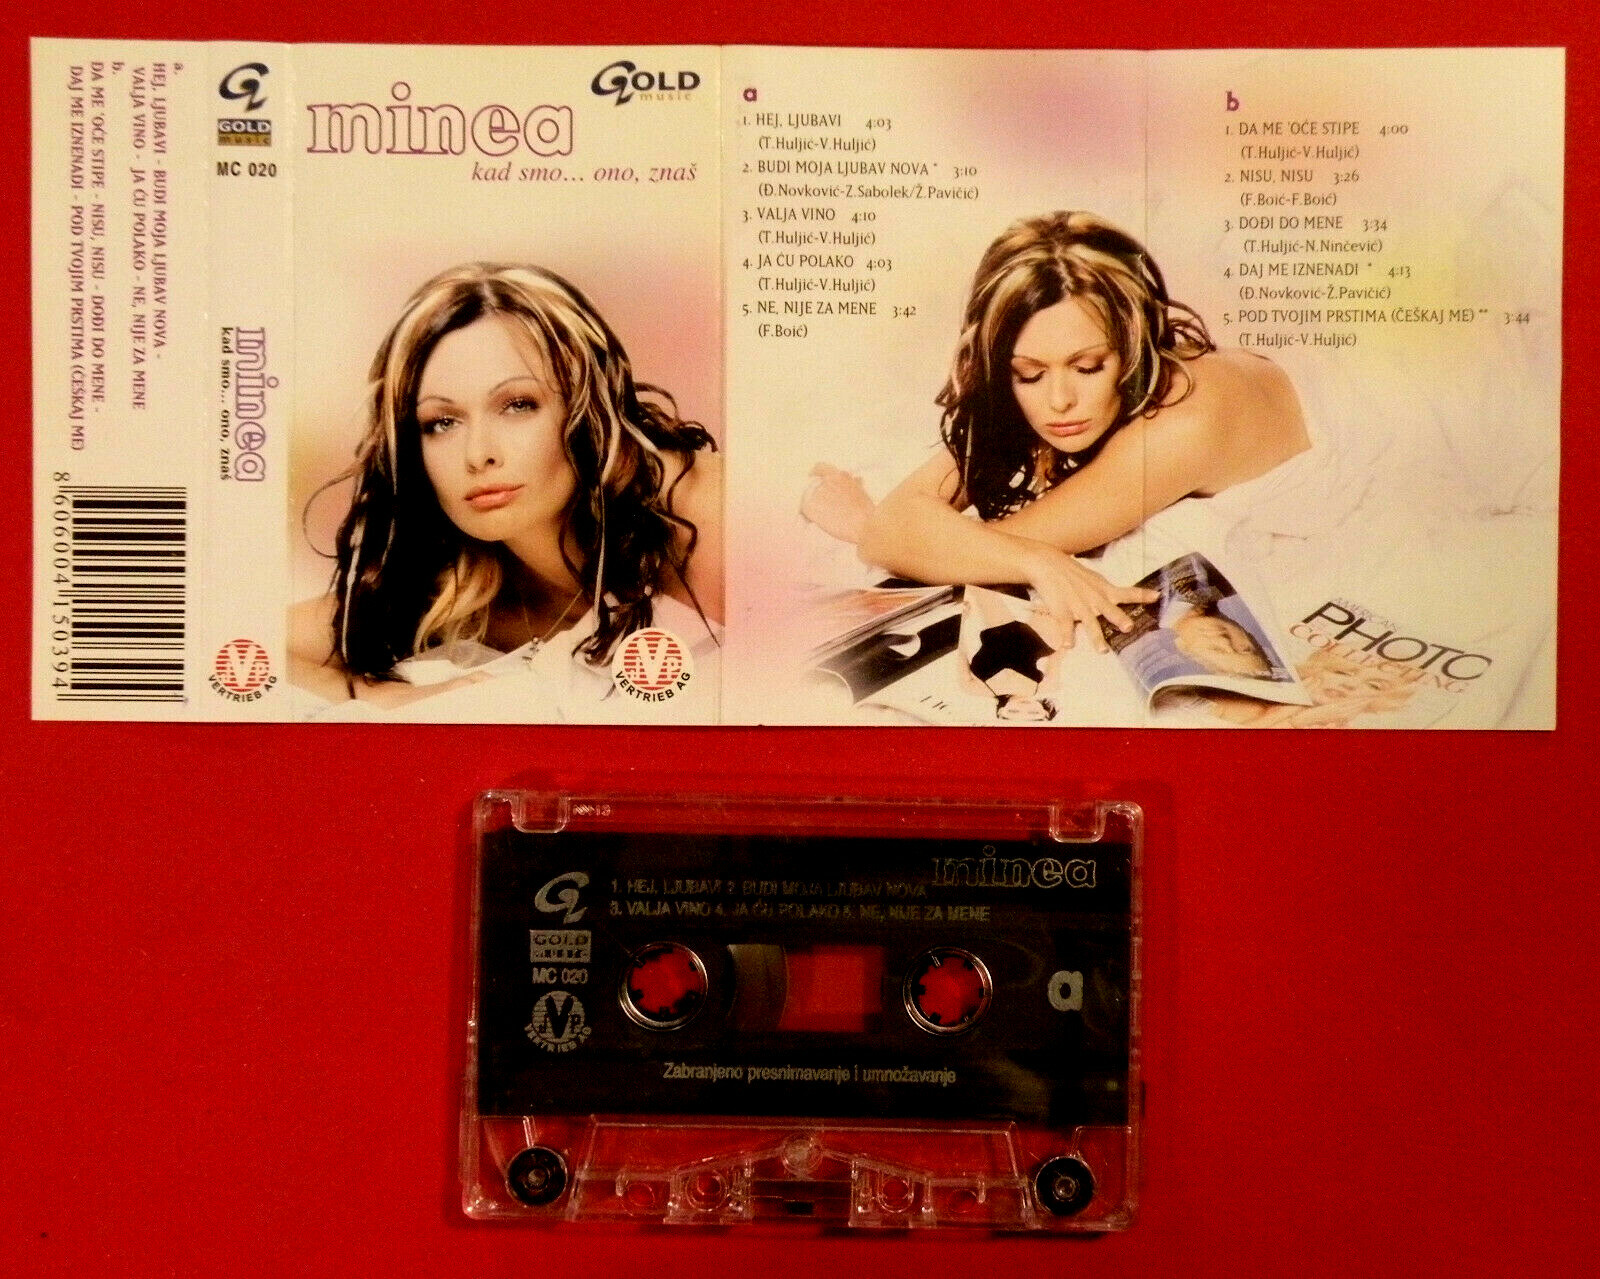 a.
HEJ, LJUBAVI - BUDI MOJA LJUBAV NOVA -
VALJA VINO - JA ĆU POLAKO - NE, NIJE ZA MENE
b.
DA ME 'OĆE STIPE - NISU, NISU - DOĐI DO MENE -
DAJ ME IZNENADI - POD TVOJIM PRSTIMA (ČEŠKAJ ME)
8 606004 150394
GOLD
music
MC 020
minea
kad smo... ono, znaš
MVP
VERTRIEB AG
minea
kad smo... ono, znaš
GOLD
music
MVP
VERTRIEB AG
a
1. HEJ, LJUBAVI 4:03
(T.Huljić-V.Huljić)
2. BUDI MOJA LJUBAV NOVA * 3:10
(Đ.Novković-Z.Sabolek/Ž.Pavičić)
3. VALJA VINO 4:10
(T.Huljić-V.Huljić)
4. JA ĆU POLAKO 4:03
(T.Huljić-V.Huljić)
5. NE, NIJE ZA MENE 3:42
(F.Boić)
b
1. DA ME 'OĆE STIPE 4:00
(T.Huljić-V.Huljić)
2. NISU, NISU 3:26
(F.Boić-F.Boić)
3. DOĐI DO MENE 3:34
(T.Huljić-N.Ninčević)
4. DAJ ME IZNENADI * 4:13
(Đ.Novković-Ž.Pavičić)
5. POD TVOJIM PRSTIMA (ČEŠKAJ ME) ** 3:44
(T.Huljić-V.Huljić)
AMERICAN
PHOTO
COLLECTING
minea
1. HEJ, LJUBAVI 2. BUDI MOJA LJUBAV NOVA
3. VALJA VINO 4. JA ĆU POLAKO 5. NE, NIJE ZA MENE
GOLD
music
MC 020
MVP
VERTRIEB AG
a
Zabranjeno presnimavanje i umnožavanje